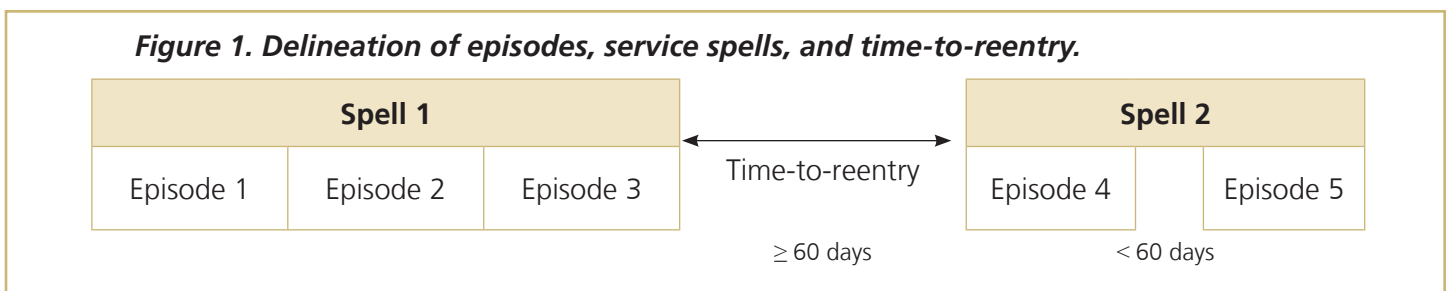 Figure 1. Delineation of episodes, service spells, and time-to-reentry.
Spell 1
Spell 2
Time-to-reentry
Episode 1
Episode 2
Episode 3
Episode 4
Episode 5
≥ 60 days
< 60 days